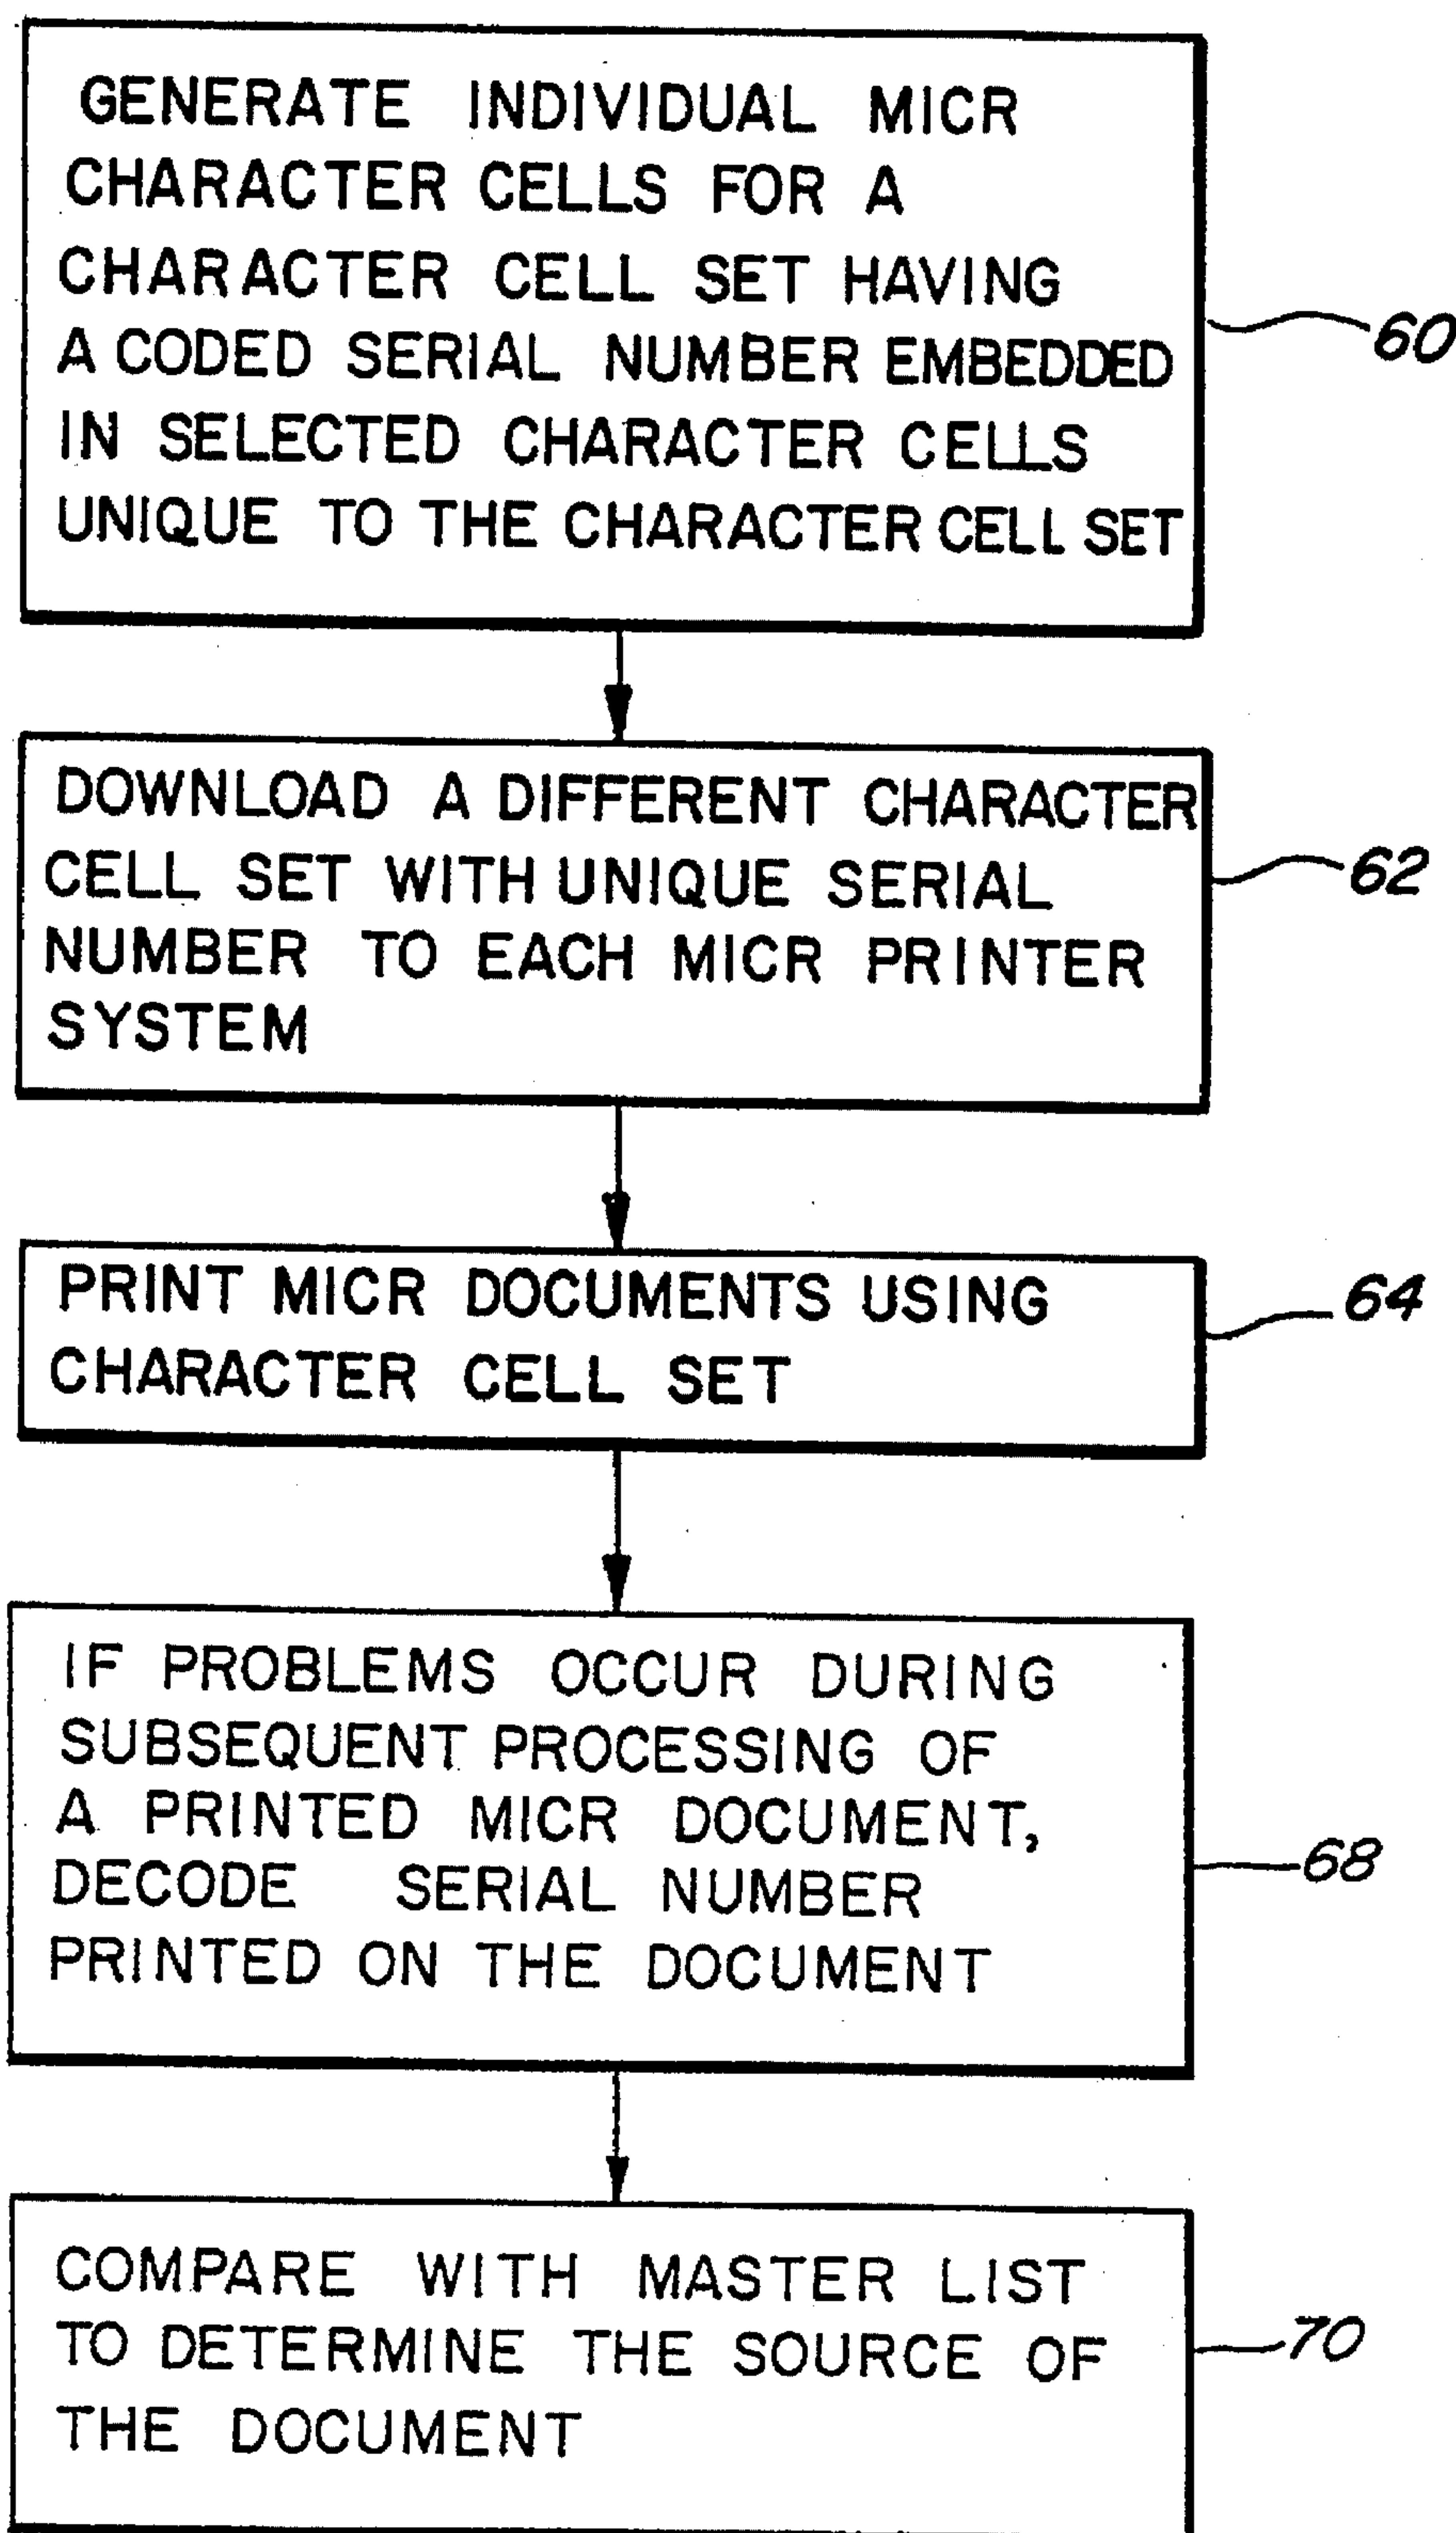 GENERATE INDIVIDUAL MICR
CHARACTER CELLS FOR A
CHARACTER CELL SET HAVING
A CODED SERIAL NUMBER EMBEDDED
IN SELECTED CHARACTER CELLS
UNIQUE TO THE CHARACTER CELL SET
60
DOWNLOAD A DIFFERENT CHARACTER
CELL SET WITH UNIQUE SERIAL
NUMBER TO EACH MICR PRINTER
SYSTEM
62
PRINT MICR DOCUMENTS USING
CHARACTER CELL SET
64
IF PROBLEMS OCCUR DURING
SUBSEQUENT PROCESSING OF
A PRINTED MICR DOCUMENT,
DECODE SERIAL NUMBER
PRINTED ON THE DOCUMENT
68
COMPARE WITH MASTER LIST
TO DETERMINE THE SOURCE OF
THE DOCUMENT
70